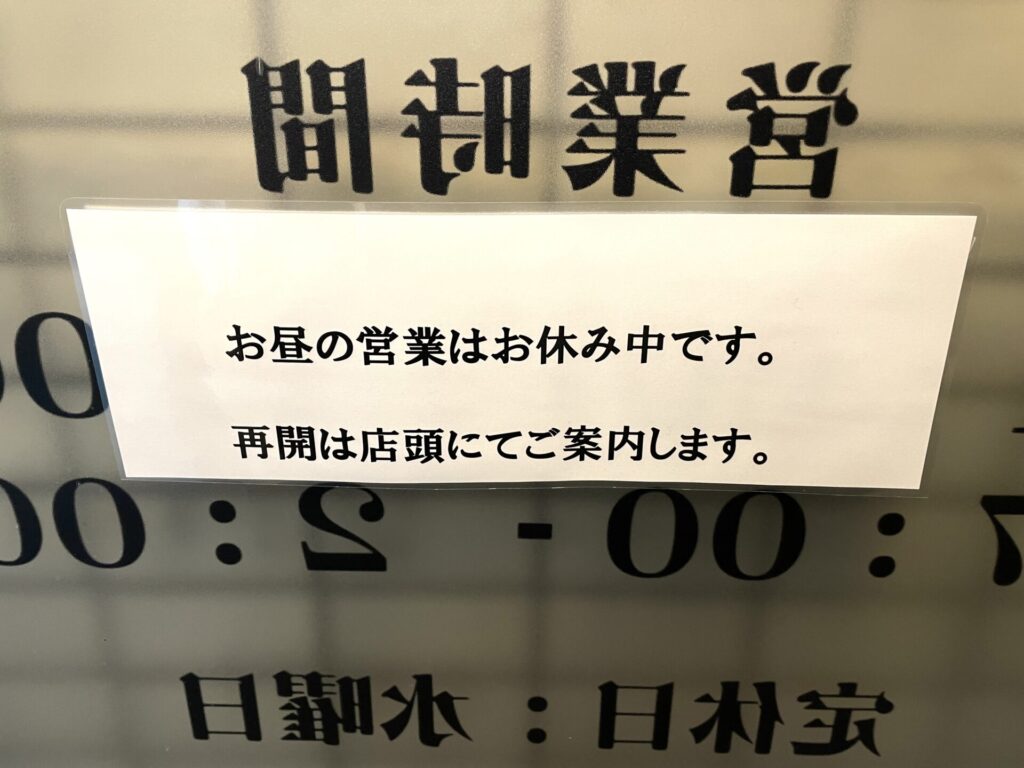 営業時間
お昼の営業はお休み中です。
再開は店頭にてご案内します。
00
7:00 - 2:00
定休日:水曜日